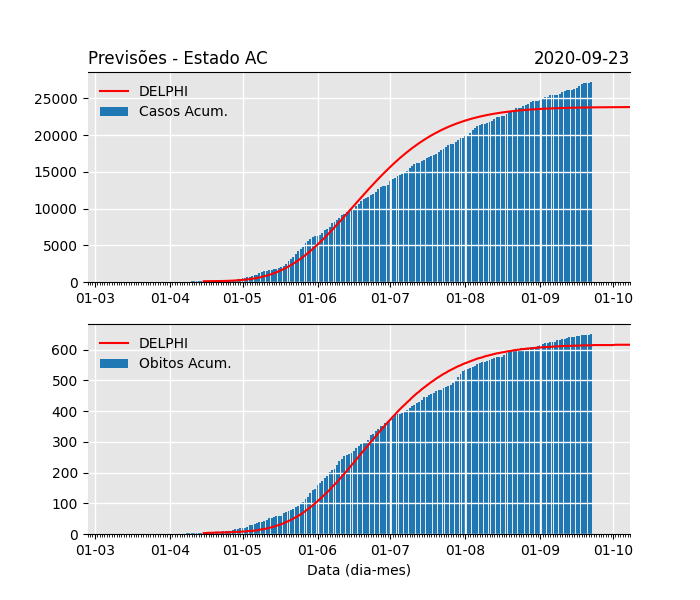 Previsões - Estado AC 2020-09-23
DELPHI
Casos Acum.
25000
20000
15000
10000
5000
0
01-03 01-04 01-05 01-06 01-07 01-08 01-09 01-10
DELPHI
Obitos Acum.
600
500
400
300
200
100
0
01-03 01-04 01-05 01-06 01-07 01-08 01-09 01-10
Data (dia-mes)